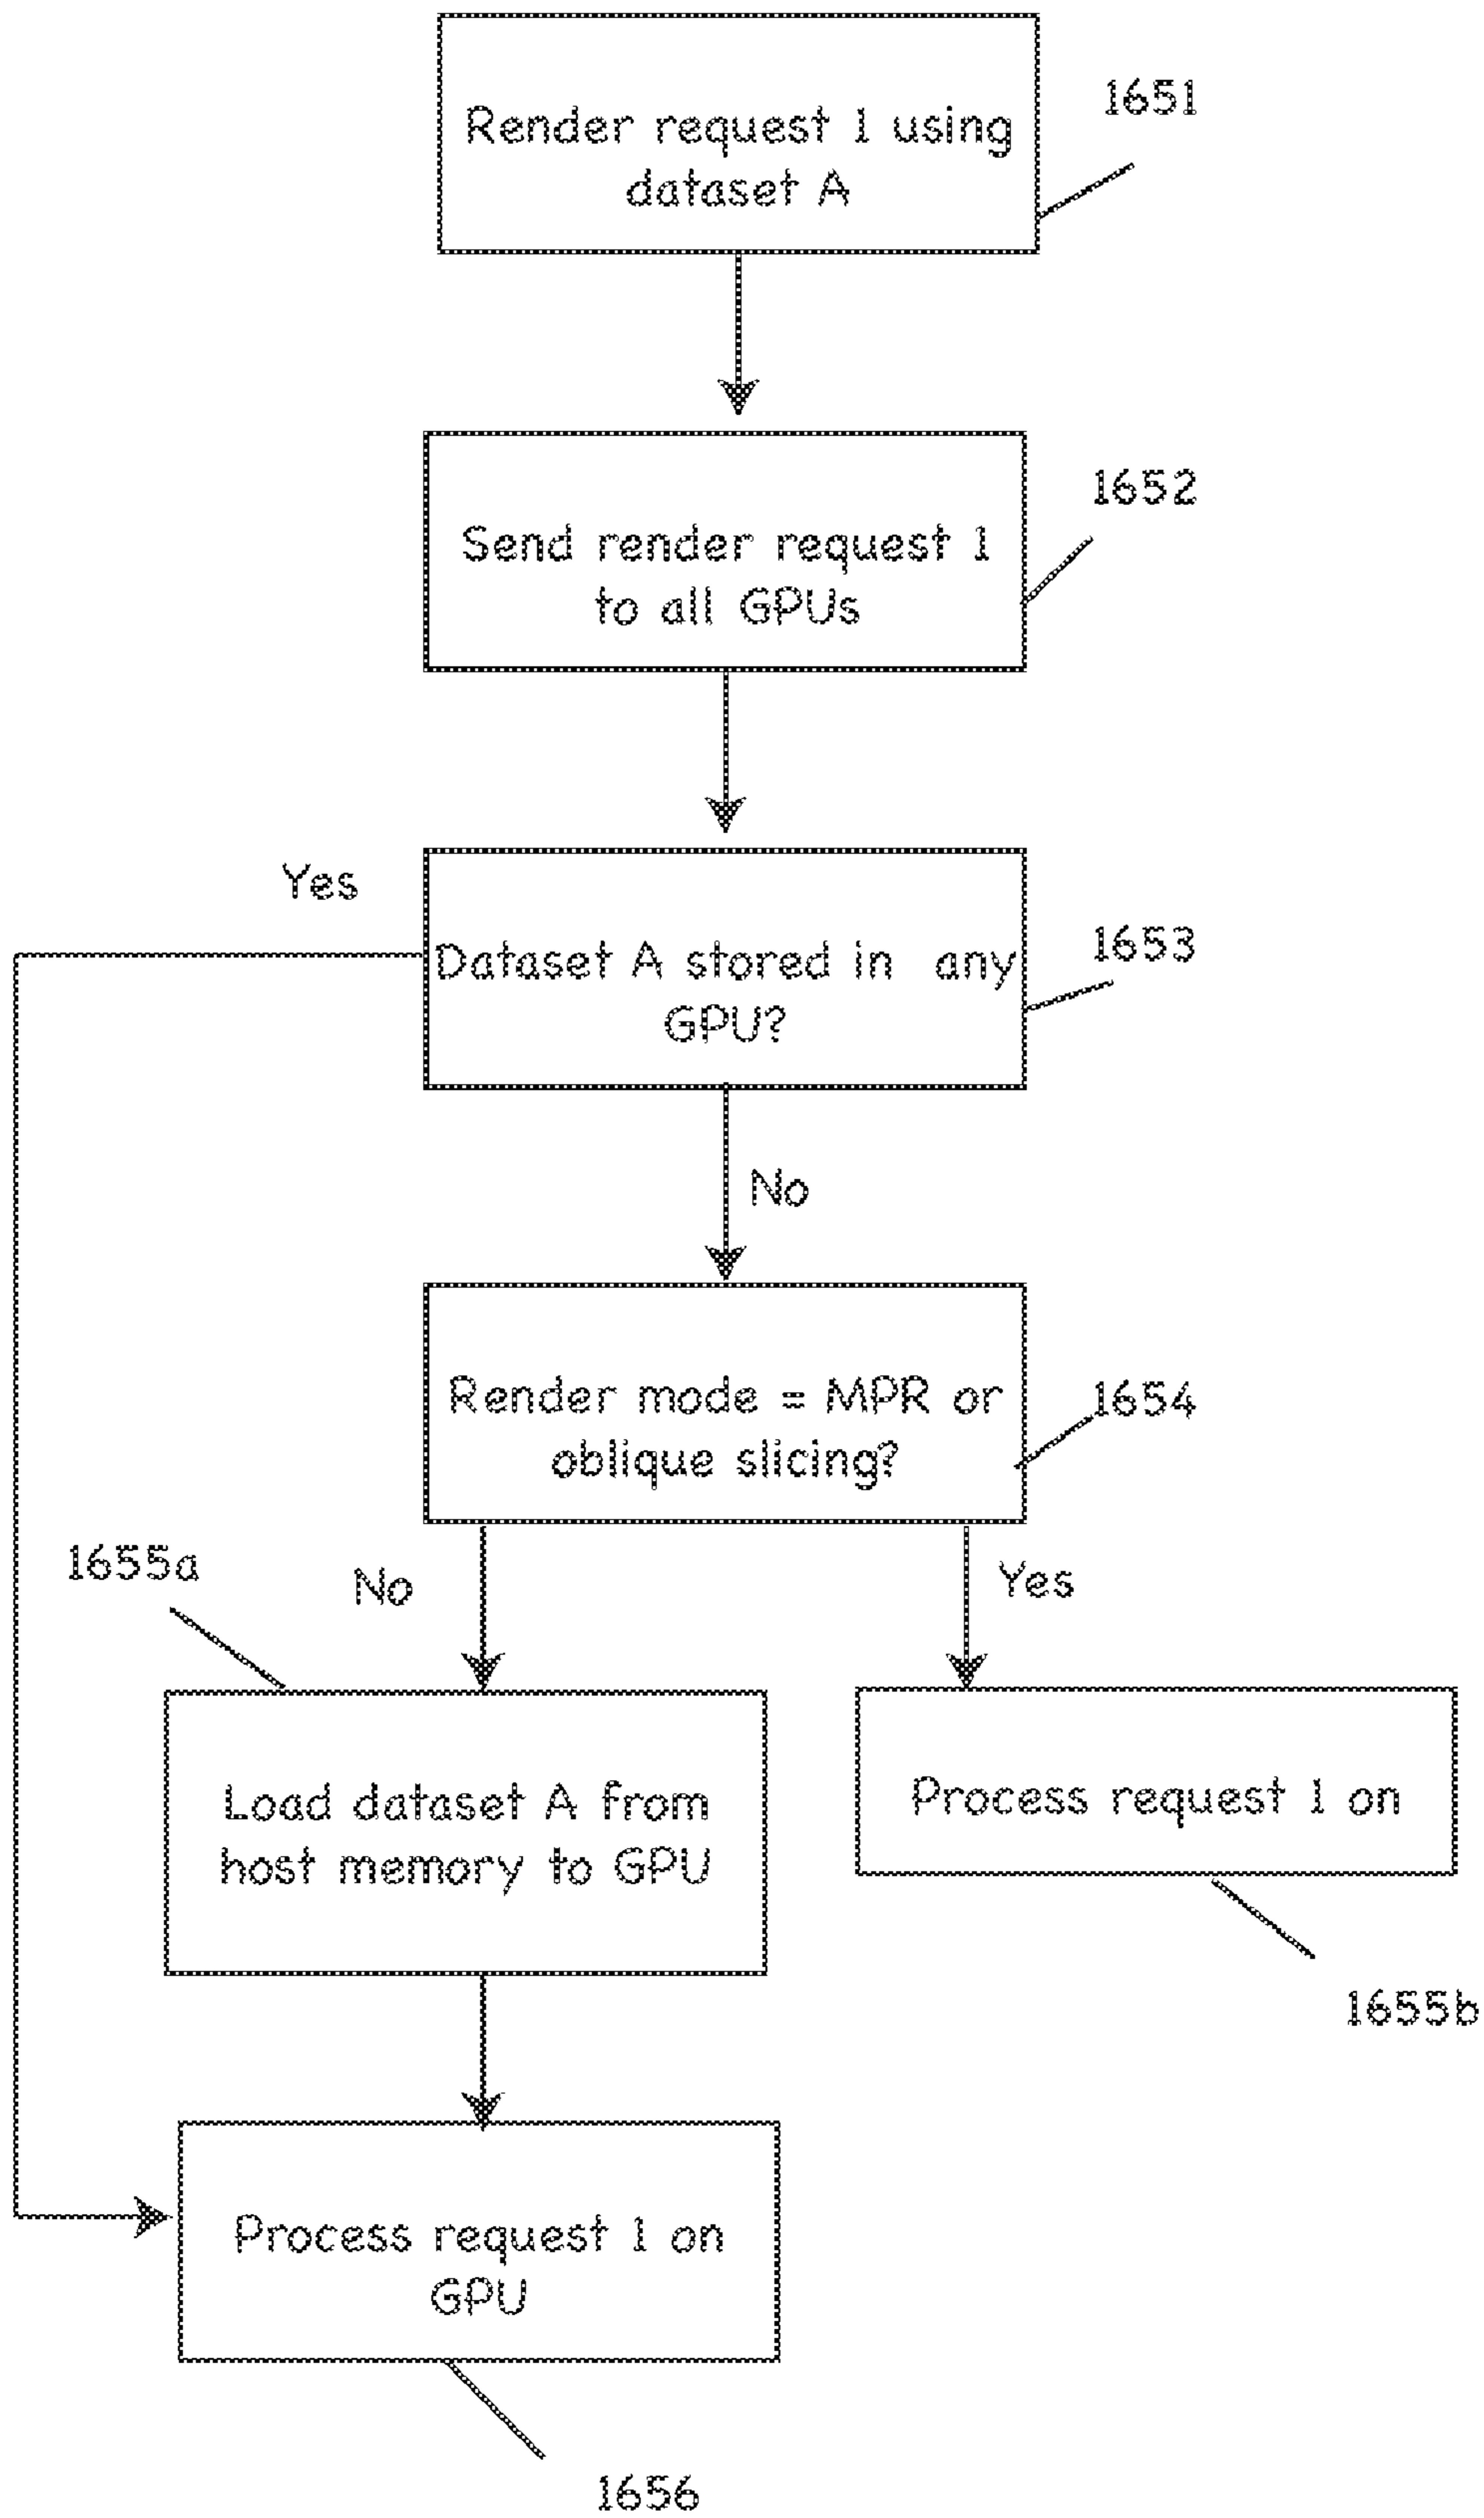 Render request 1 using
dataset A
1651
Send render request 1
to all GPUs
1652
Yes
Dataset A stored in any
GPU?
1653
No
Render mode = MPR or
oblique slicing?
1654
1655a
No
Yes
Load dataset A from
host memory to GPU
Process request 1 on
1655b
Process request 1 on
GPU
1656